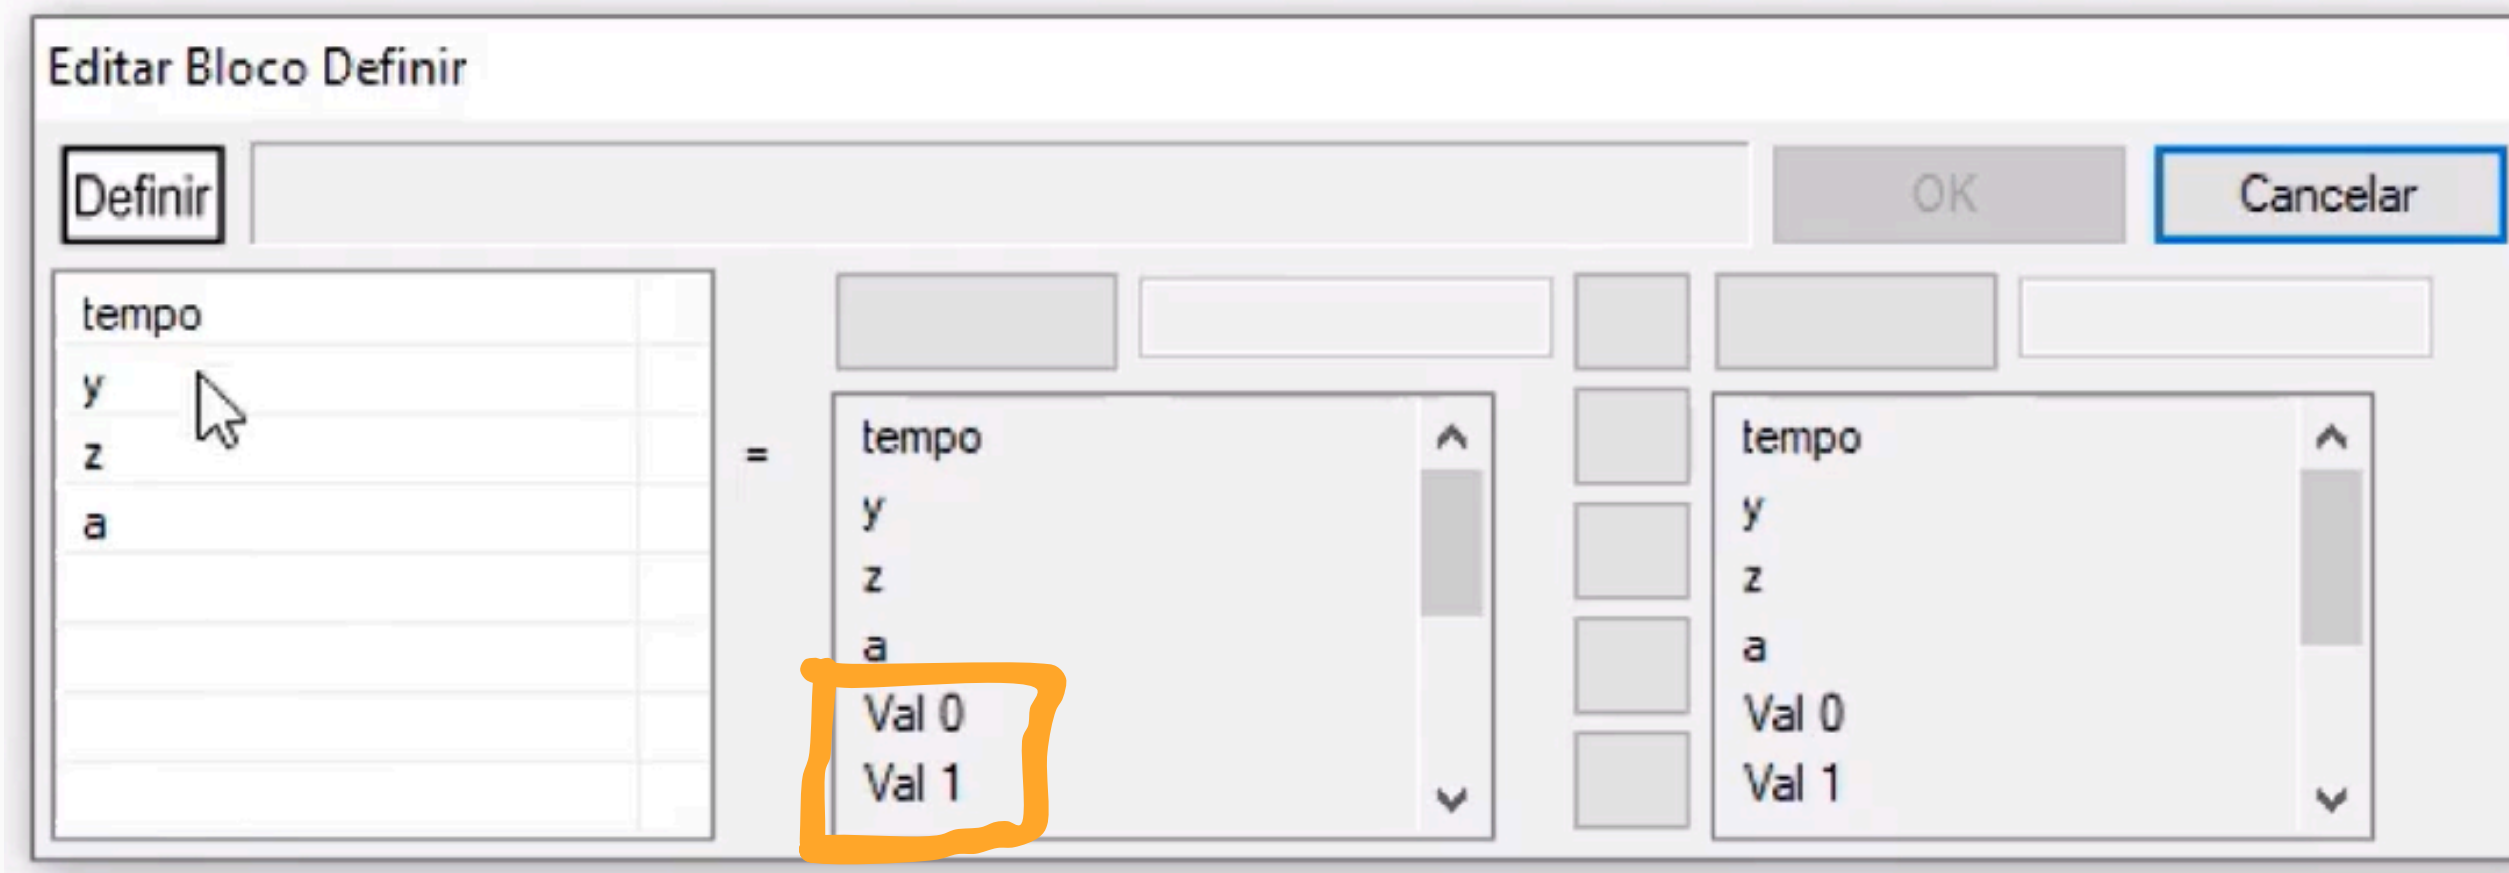 Editar Bloco Definir
Definir
OK
Cancelar
tempo
y
z
a
=
tempo
y
z
a
Val 0
Val 1
tempo
y
z
a
Val 0
Val 1